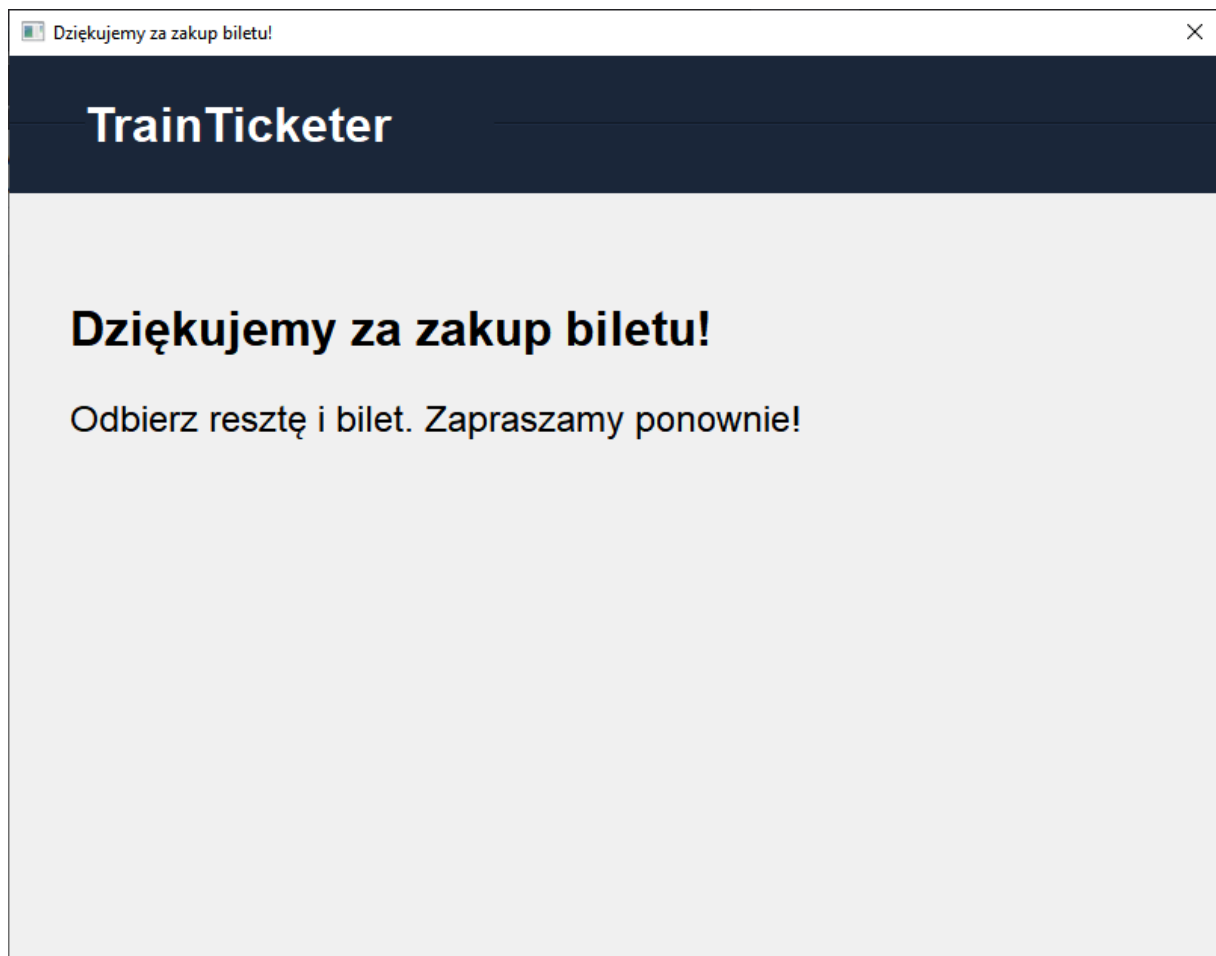 Dziękujemy za zakup biletu!
TrainTicketer
Dziękujemy za zakup biletu!
Odbierz resztę i bilet. Zapraszamy ponownie!